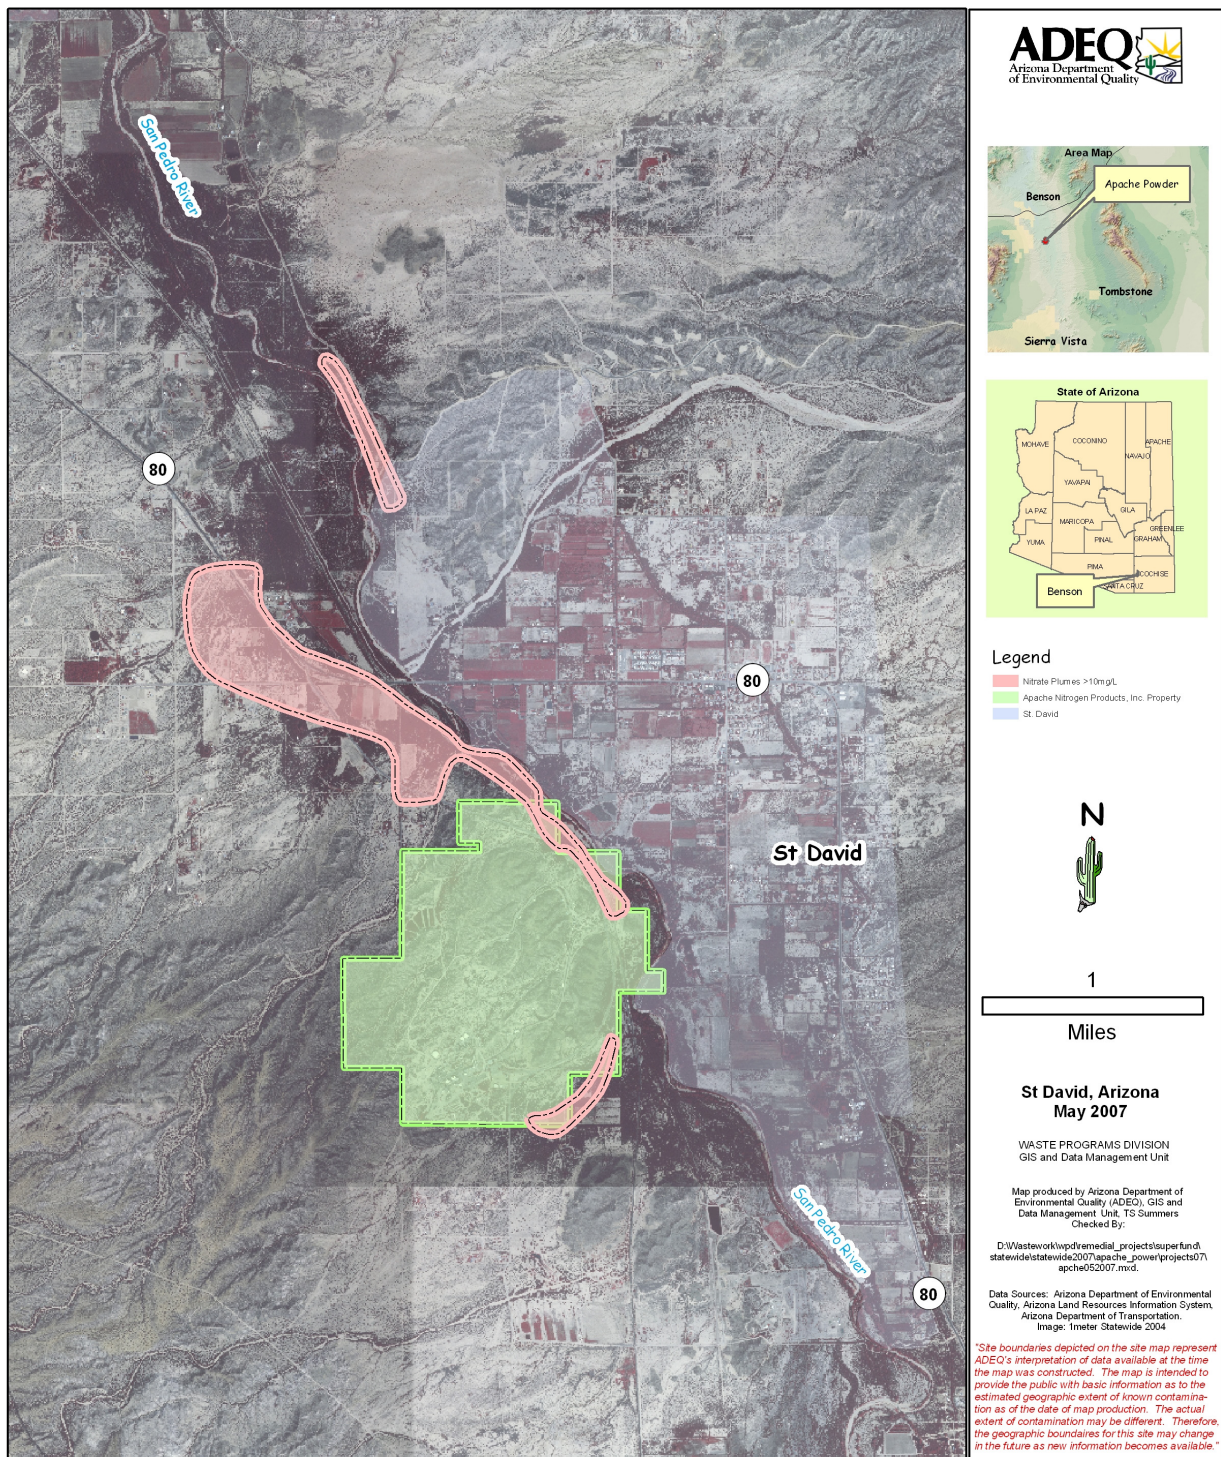 San Pedro River
80
80
St David
San Pedro River
80
ADEQ
Arizona Department
of Environmental Quality
Area Map
Apache Powder
Benson
Tombstone
Sierra Vista
State of Arizona
MOHAVE
COCONINO
APACHE
NAVAJO
YAVAPAI
LA PAZ
GILA
MARICOPA
GREENLEE
YUMA
PINAL
GRAHAM
PIMA
COCHISE
SANTA CRUZ
Benson
Legend
Nitrate Plumes >10mg/L
Apache Nitrogen Products, Inc. Property
St. David
N
1
Miles
St David, Arizona
May 2007
WASTE PROGRAMS DIVISION
GIS and Data Management Unit
Map produced by Arizona Department of
Environmental Quality (ADEQ), GIS and
Data Management Unit, TS Summers
Checked By:
D:\Wastework\wpd\remedial_projects\superfund\
statewide\statewide2007\apache_power\projects07\
apche052007.mxd.
Data Sources: Arizona Department of Environmental
Quality, Arizona Land Resources Information System,
Arizona Department of Transportation.
Image: 1meter Statewide 2004
"Site boundaries depicted on the site map represent
ADEQ's interpretation of data available at the time
the map was constructed. The map is intended to
provide the public with basic information as to the
estimated geographic extent of known contamina-
tion as of the date of map production. The actual
extent of contamination may be different. Therefore,
the geographic boundaires for this site may change
in the future as new information becomes available."